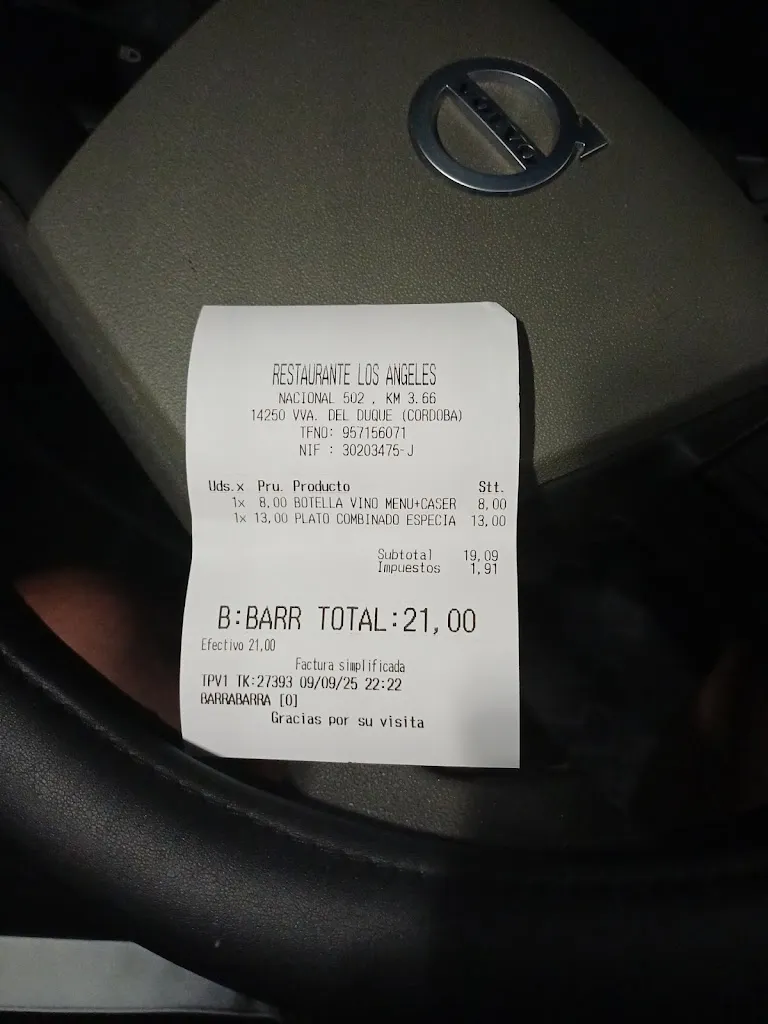 VOLVO
RESTAURANTE LOS ANGELES
NACIONAL 502 , KM 3.66
14250 VVA. DEL DUQUE (CORDOBA)
TFNO: 957156071
NIF : 30203475-J
Uds.x Pru. Producto Stt.
1x 8,00 BOTELLA VINO MENU+CASER 8,00
1x 13,00 PLATO COMBINADO ESPECIA 13,00
Subtotal 19,09
Impuestos 1,91
B:BARR TOTAL:21,00
Efectivo 21,00
Factura simplificada
TPV1 TK:27393 09/09/25 22:22
BARRABARRA [0]
Gracias por su visita